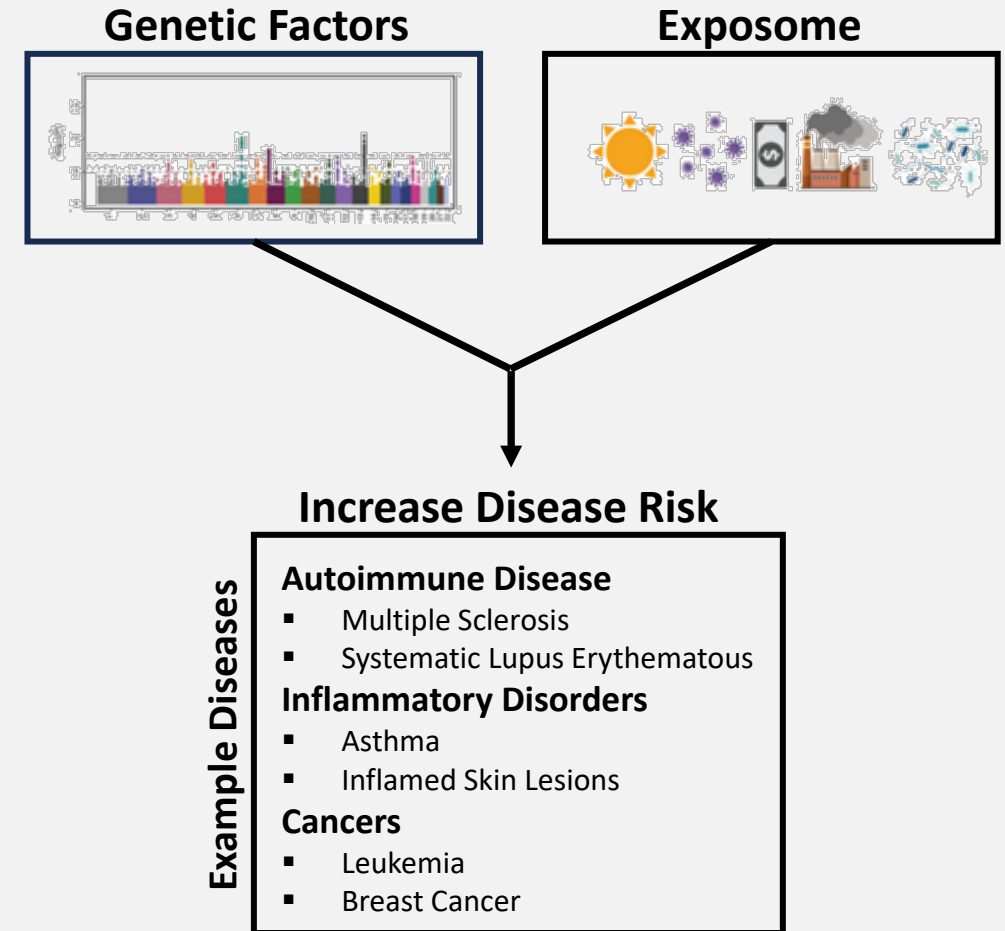 Genetic Factors
Exposome
$
Increase Disease Risk
Example Diseases
Autoimmune Disease
▪ Multiple Sclerosis
▪ Systematic Lupus Erythematous
Inflammatory Disorders
▪ Asthma
▪ Inflamed Skin Lesions
Cancers
▪ Leukemia
▪ Breast Cancer